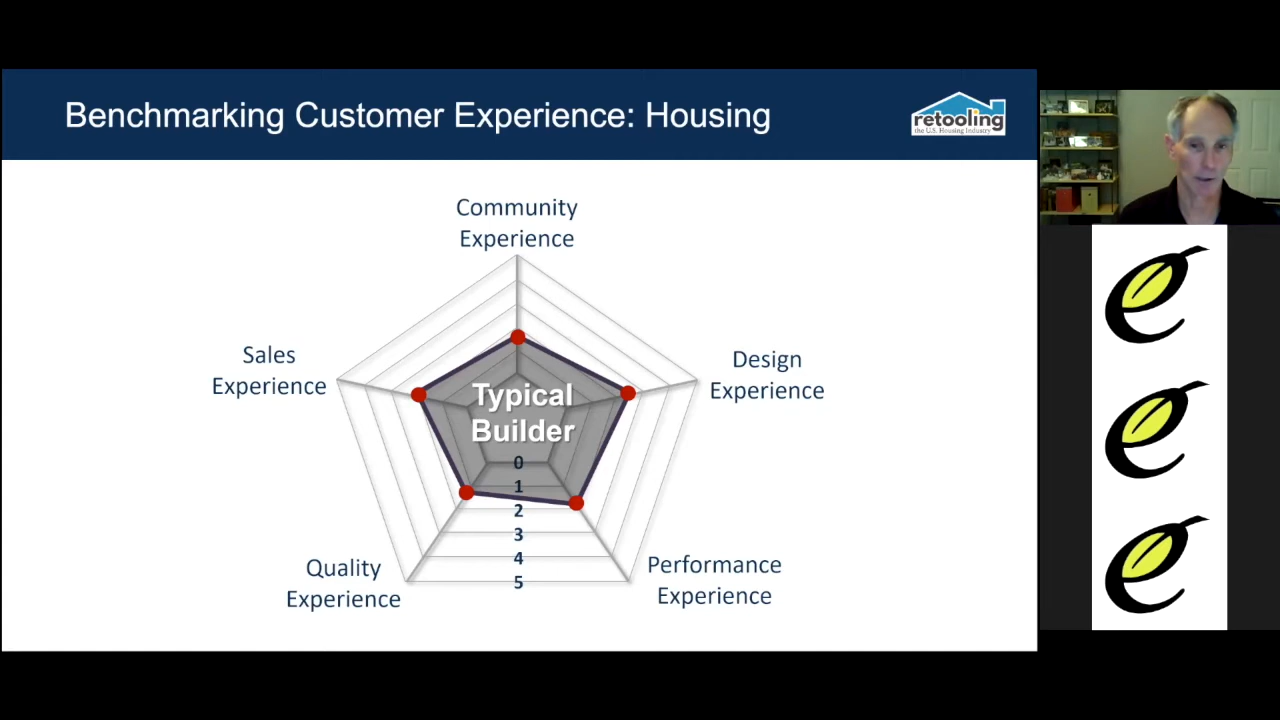 Benchmarking Customer Experience: Housing
retooling
the U.S. Housing Industry
Community
Experience
Sales
Experience
Design
Experience
Typical
Builder
0
1
2
3
4
5
Quality
Experience
Performance
Experience